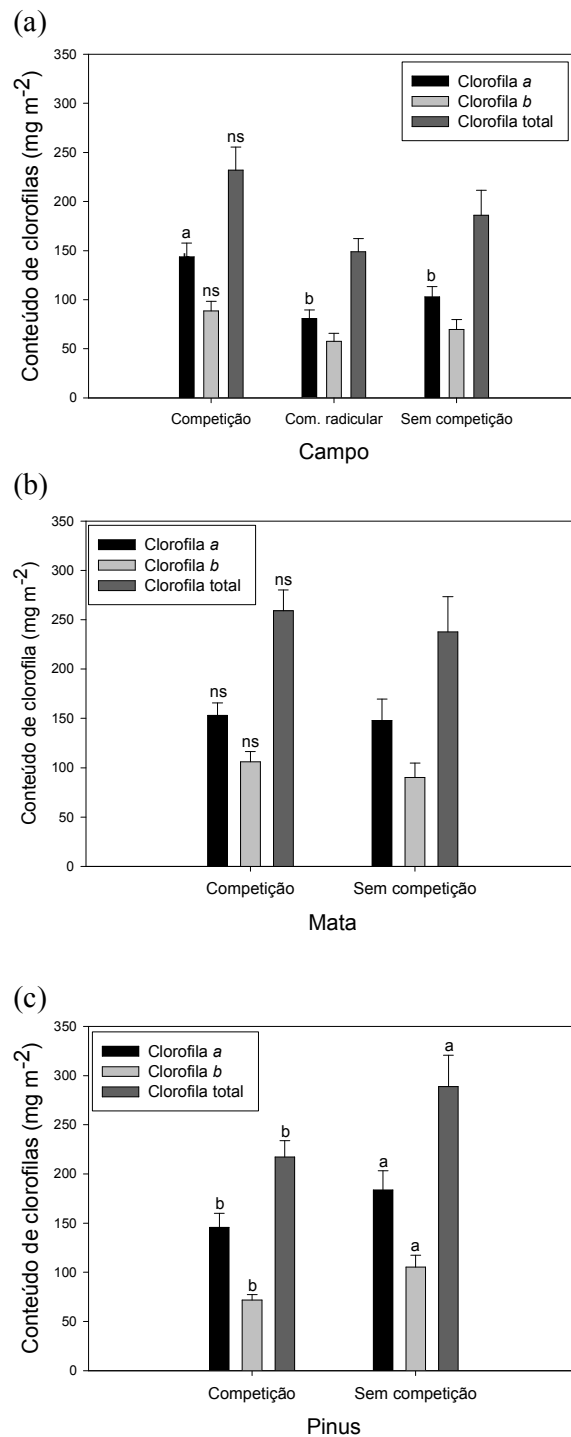 (a)
350
300
250
200
150
100
50
0
Conteúdo de clorofilas (mg m-2)
Clorofila a
Clorofila b
Clorofila total
a
ns
ns
b
b
Competição
Com. radicular
Sem competição
Campo
(b)
350
300
250
200
150
100
50
0
Conteúdo de clorofila (mg m-2)
Clorofila a
Clorofila b
Clorofila total
ns
ns
ns
Competição
Sem competição
Mata
(c)
350
300
250
200
150
100
50
0
Conteúdo de clorofilas (mg m-2)
Clorofila a
Clorofila b
Clorofila total
b
b
b
a
a
a
Competição
Sem competição
Pinus